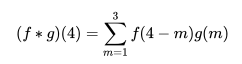 (f ∗ g)(4) = ∑_{m=1}^{3} f(4 − m)g(m)